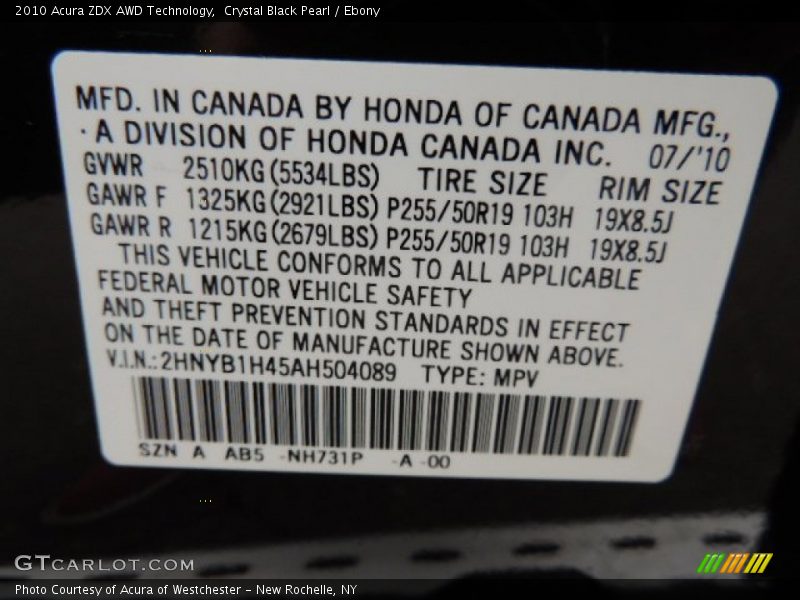 2010 Acura ZDX AWD Technology,  Crystal Black Pearl / Ebony
MFD. IN CANADA BY HONDA OF CANADA MFG.,
A DIVISION OF HONDA CANADA INC. 07/'10
GVWR 2510KG (5534LBS) TIRE SIZE RIM SIZE
GAWR F 1325KG (2921LBS) P255/50R19 103H 19X8.5J
GAWR R 1215KG (2679LBS) P255/50R19 103H 19X8.5J
THIS VEHICLE CONFORMS TO ALL APPLICABLE
FEDERAL MOTOR VEHICLE SAFETY
AND THEFT PREVENTION STANDARDS IN EFFECT
ON THE DATE OF MANUFACTURE SHOWN ABOVE.
V.I.N.: 2HNYB1H45AH504089 TYPE: MPV
SZN A AB5 -NH731P -A -00
GTCARLOT.COM
Photo Courtesy of Acura of Westchester – New Rochelle, NY